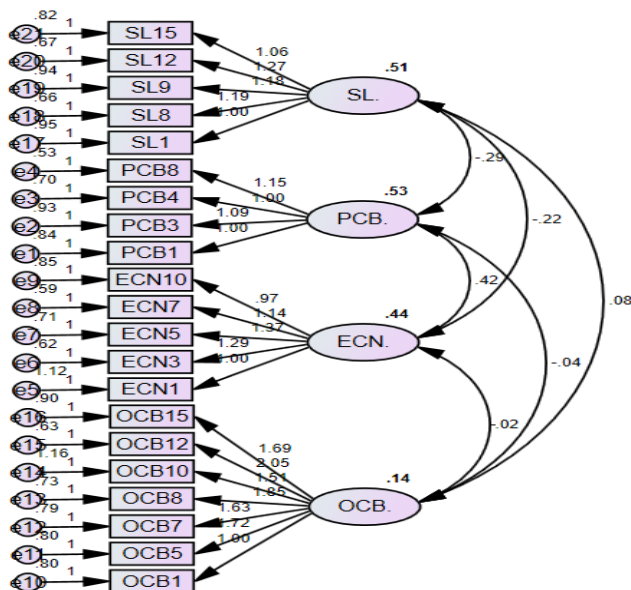 .82
e21 1 SL15
.67
e20 1 SL12
.94
e19 1 SL9
.66
e18 1 SL8
.95
e17 1 SL1
.53
e4 1 PCB8
.70
e3 1 PCB4
.93
e2 1 PCB3
.84
e1 1 PCB1
.85
e9 1 ECN10
.59
e8 1 ECN7
.71
e7 1 ECN5
.62
e6 1 ECN3
1.12
e5 1 ECN1
.90
e16 1 OCB15
.63
e15 1 OCB12
1.16
e14 1 OCB10
.73
e13 1 OCB8
.79
e12 1 OCB7
.80
e11 1 OCB5
.80
e10 1 OCB1
1.06
1.27
1.18
1.19
1.00
.51
SL.
1.15
1.00
1.09
1.00
.53
PCB.
.97
1.14
1.37
1.29
1.00
.44
ECN.
1.69
2.05
1.51
1.85
1.63
1.72
1.00
.14
OCB.
-.29
-.22
.42
.08
-.04
-.02